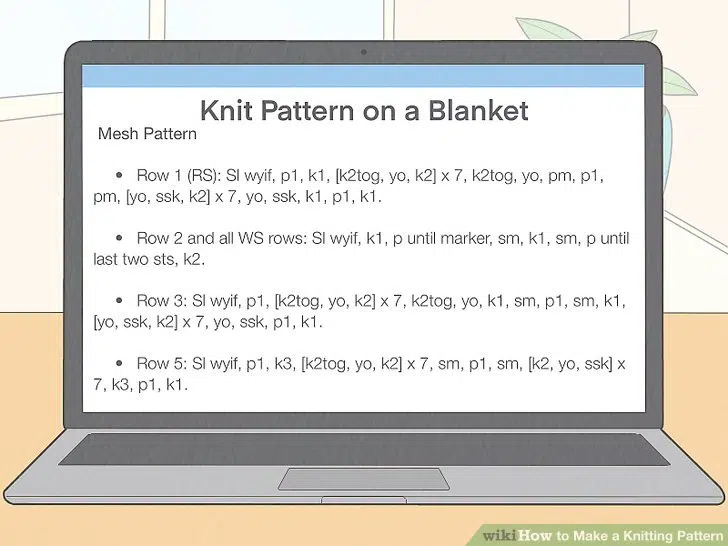 Knit Pattern on a Blanket
Mesh Pattern
• Row 1 (RS): Sl wyif, p1, k1, [k2tog, yo, k2] x 7, k2tog, yo, pm, p1,
pm, [yo, ssk, k2] x 7, yo, ssk, k1, p1, k1.
• Row 2 and all WS rows: Sl wyif, k1, p until marker, sm, k1, sm, p until
last two sts, k2.
• Row 3: Sl wyif, p1, [k2tog, yo, k2] x 7, k2tog, yo, k1, sm, p1, sm, k1,
[yo, ssk, k2] x 7, yo, ssk, p1, k1.
• Row 5: Sl wyif, p1, k3, [k2tog, yo, k2] x 7, sm, p1, sm, [k2, yo, ssk] x
7, k3, p1, k1.
wikiHow to Make a Knitting Pattern